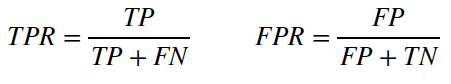 TPR = TP / (TP + FN)    FPR = FP / (FP + TN)